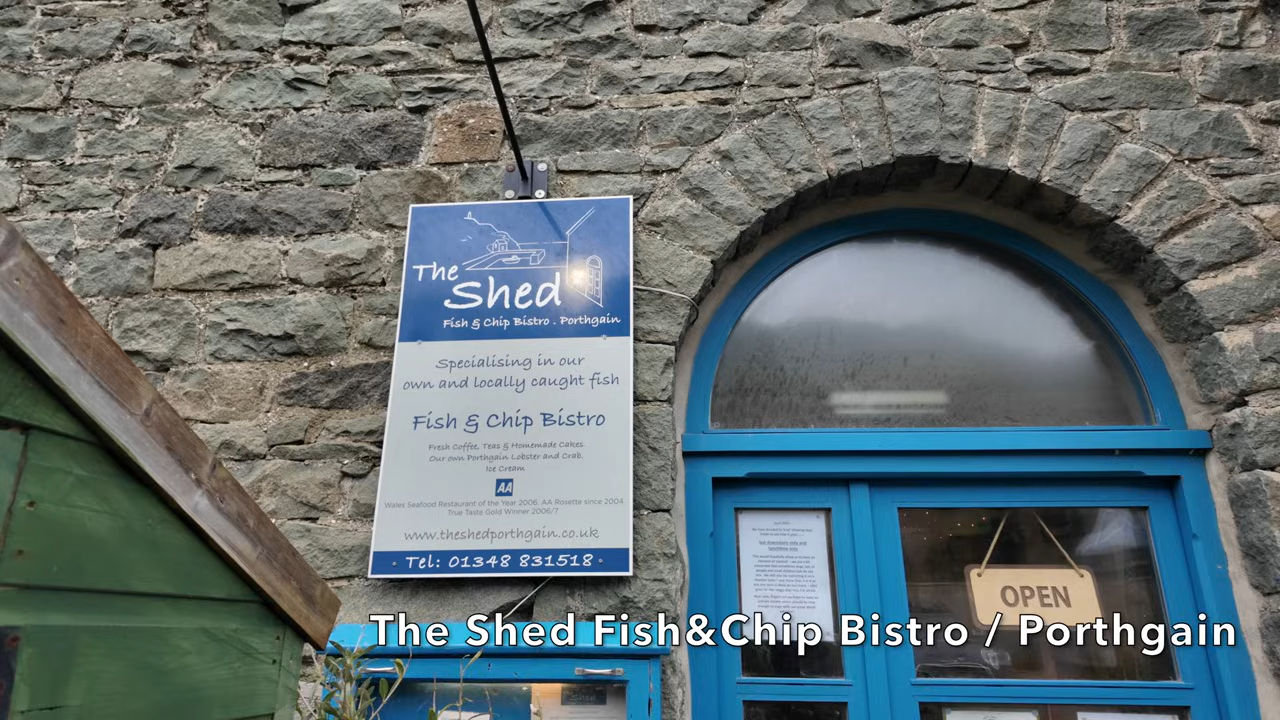 The
Shed
Fish & Chip Bistro . Porthgain
Specialising in our
own and locally caught fish
Fish & Chip Bistro
Fresh Coffee, Teas & Homemade Cakes.
Our own Porthgain Lobster and Crab.
Ice Cream
AA
Wales Seafood Restaurant of the Year 2006. AA Rosette since 2004
True Taste Gold Winner 2006/7
www.theshedporthgain.co.uk
· Tel: 01348 831518 ·
OPEN
The Shed Fish&Chip Bistro / Porthgain